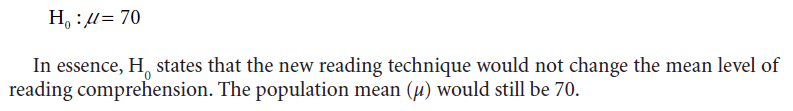 H₀ : μ = 70
In essence, H₀ states that the new reading technique would not change the mean level of
reading comprehension. The population mean (μ) would still be 70.